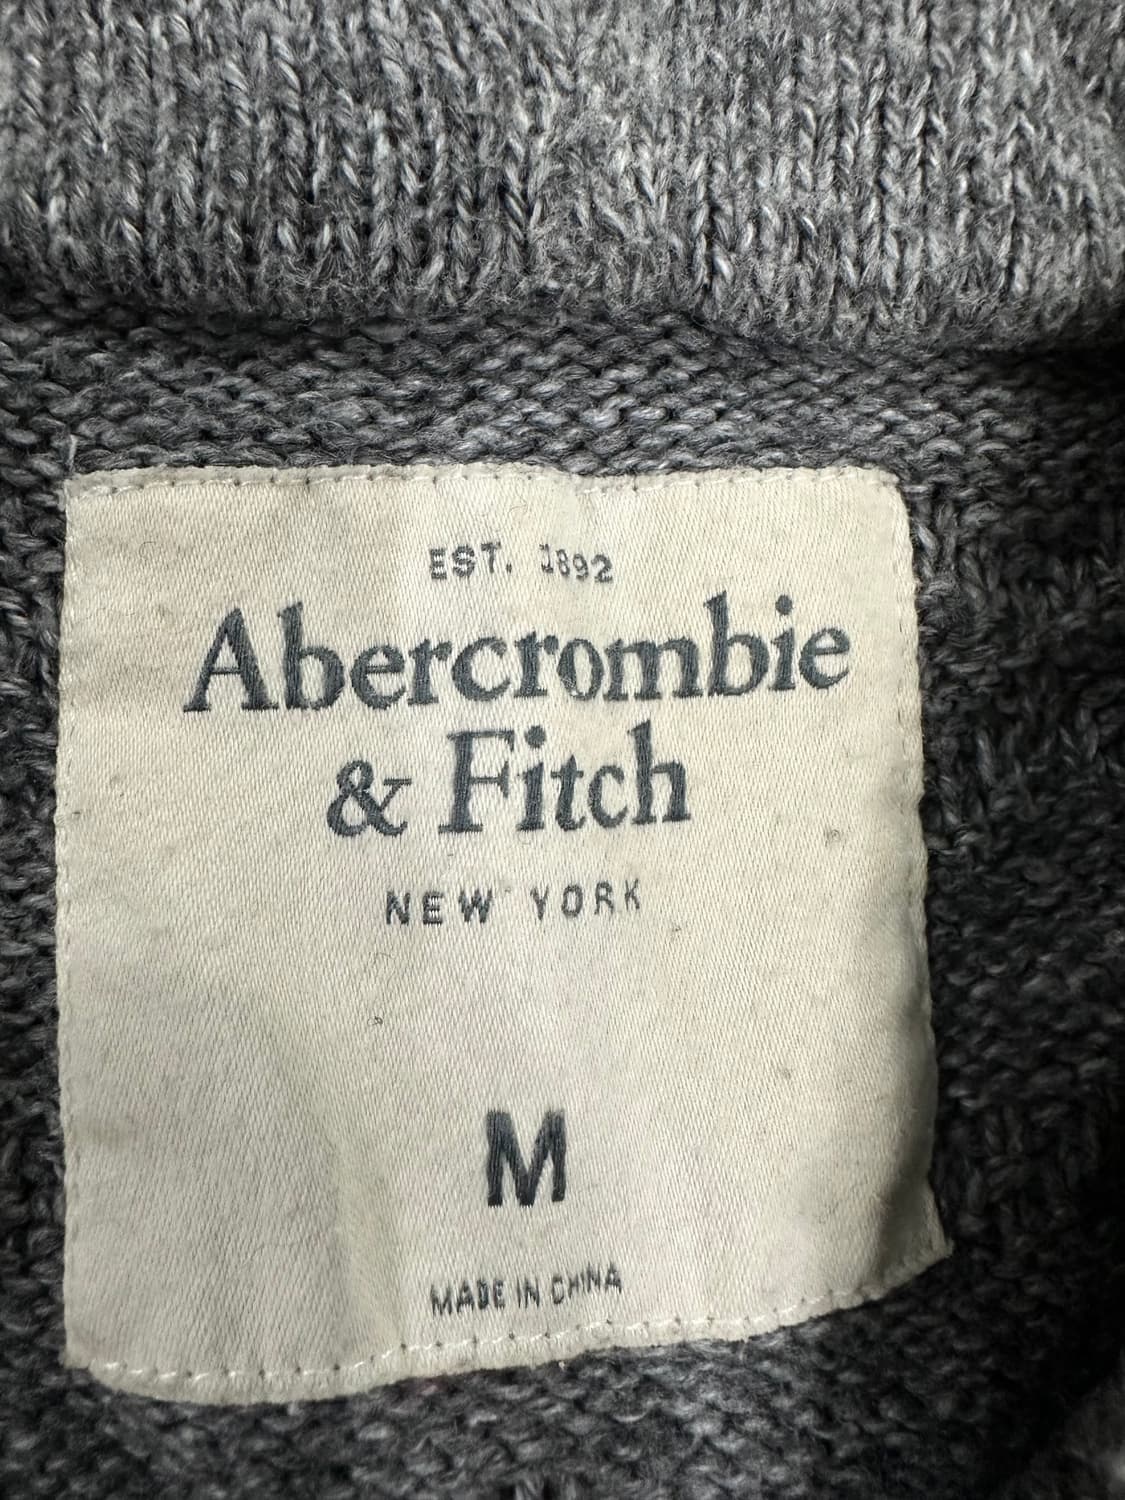 EST. 1892
Abercrombie
& Fitch
NEW YORK
M
MADE IN CHINA